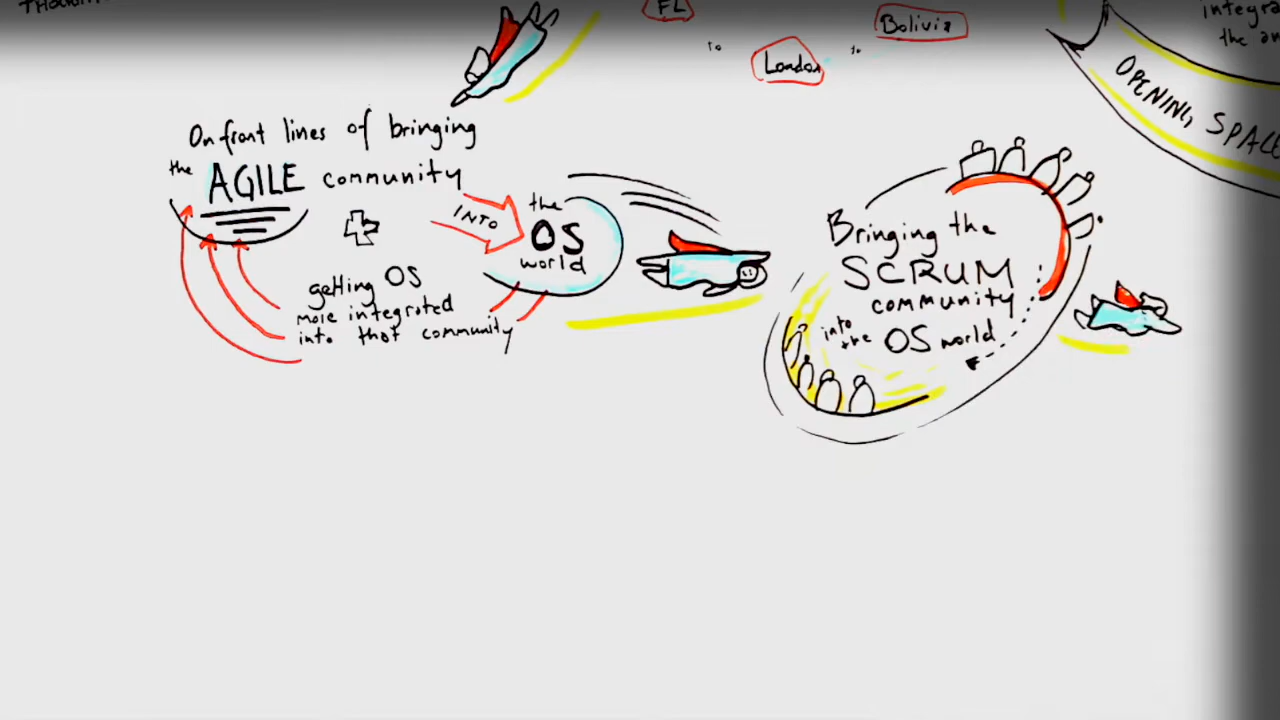 FL
to
London
to
Bolivia
OPENING SPACE
On front lines of bringing
the AGILE community
INTO
the
OS
world
getting OS
more integrated
into that community
Bringing the
SCRUM
community
into
the OS world